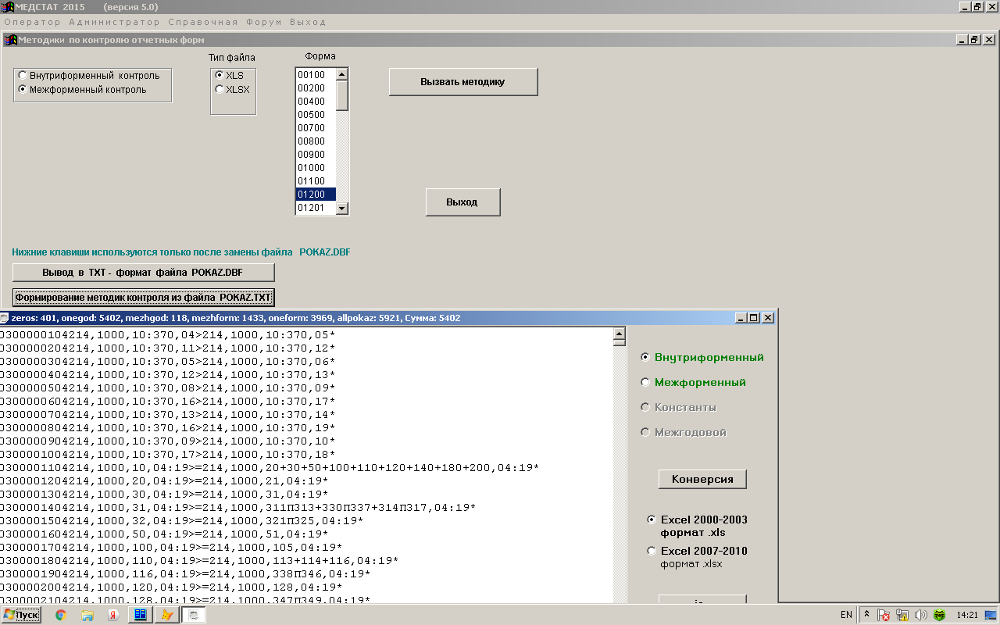 МЕДСТАТ 2015 (версия 5.0)
Оператор Администратор Справочная Форум Выход
Методики по контролю отчетных форм
Тип файла
Форма
Внутриформенный контроль
Межформенный контроль
XLS
XLSX
00100
00200
00400
00500
00700
00800
00900
01000
01100
01200
01201
Вызвать методику
Выход
Нижние клавиши используются только после замены файла POKAZ.DBF
Вывод в TXT - формат файла POKAZ.DBF
Формирование методик контроля из файла POKAZ.TXT
zeros: 401, onegod: 5402, mezhgod: 118, mezhform: 1433, oneform: 3969, allpokaz: 5921, Сумма: 5402
0300000104214,1000,10:370,04>214,1000,10:370,05*
0300000204214,1000,10:370,11>214,1000,10:370,12*
0300000304214,1000,10:370,05>214,1000,10:370,06*
0300000404214,1000,10:370,12>214,1000,10:370,13*
0300000504214,1000,10:370,08>214,1000,10:370,09*
0300000604214,1000,10:370,16>214,1000,10:370,17*
0300000704214,1000,10:370,13>214,1000,10:370,14*
0300000804214,1000,10:370,16>214,1000,10:370,19*
0300000904214,1000,10:370,09>214,1000,10:370,10*
0300001004214,1000,10:370,17>214,1000,10:370,18*
0300001104214,1000,10,04:19>=214,1000,20+30+50+100+110+120+140+180+200,04:19*
0300001204214,1000,20,04:19>=214,1000,21,04:19*
0300001304214,1000,30,04:19>=214,1000,31,04:19*
0300001404214,1000,31,04:19>=214,1000,311П313+330П337+314П317,04:19*
0300001504214,1000,32,04:19>=214,1000,321П325,04:19*
0300001604214,1000,50,04:19>=214,1000,51,04:19*
0300001704214,1000,100,04:19>=214,1000,105,04:19*
0300001804214,1000,110,04:19>=214,1000,113+114+116,04:19*
0300001904214,1000,116,04:19>=214,1000,338П346,04:19*
0300002004214,1000,120,04:19>=214,1000,128,04:19*
0300002104214,1000,128,04:19>=214,1000,347П349,04:19*
Внутриформенный
Межформенный
Константы
Межгодовой
Конверсия
Excel 2000-2003
формат .xls
Excel 2007-2010
формат .xlsx
Пуск
EN
14:21